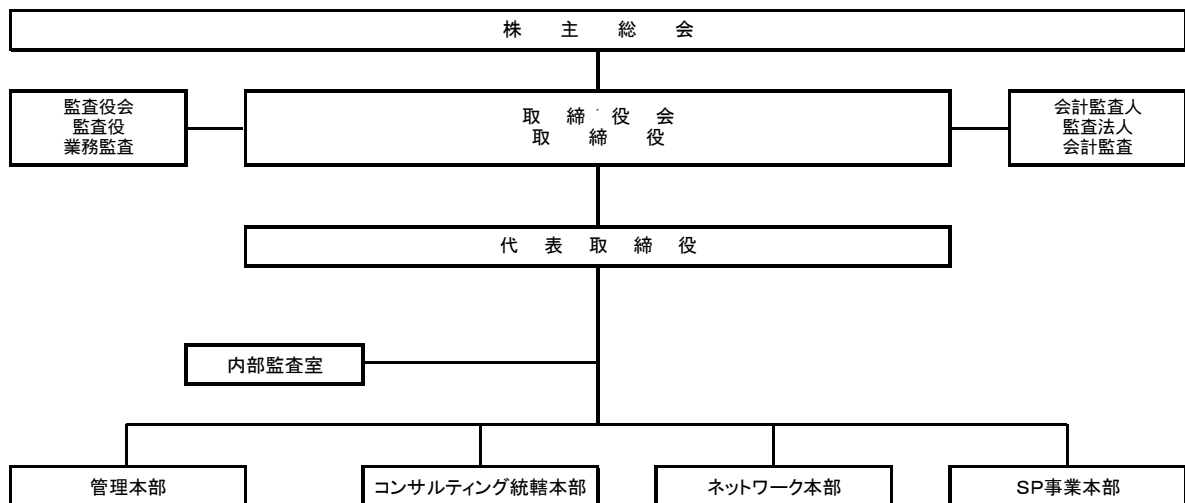 株主総会
監査役会
監査役
業務監査
取締役会
取締役
会計監査人
監査法人
会計監査
代表取締役
内部監査室
管理本部
コンサルティング統轄本部
ネットワーク本部
SP事業本部